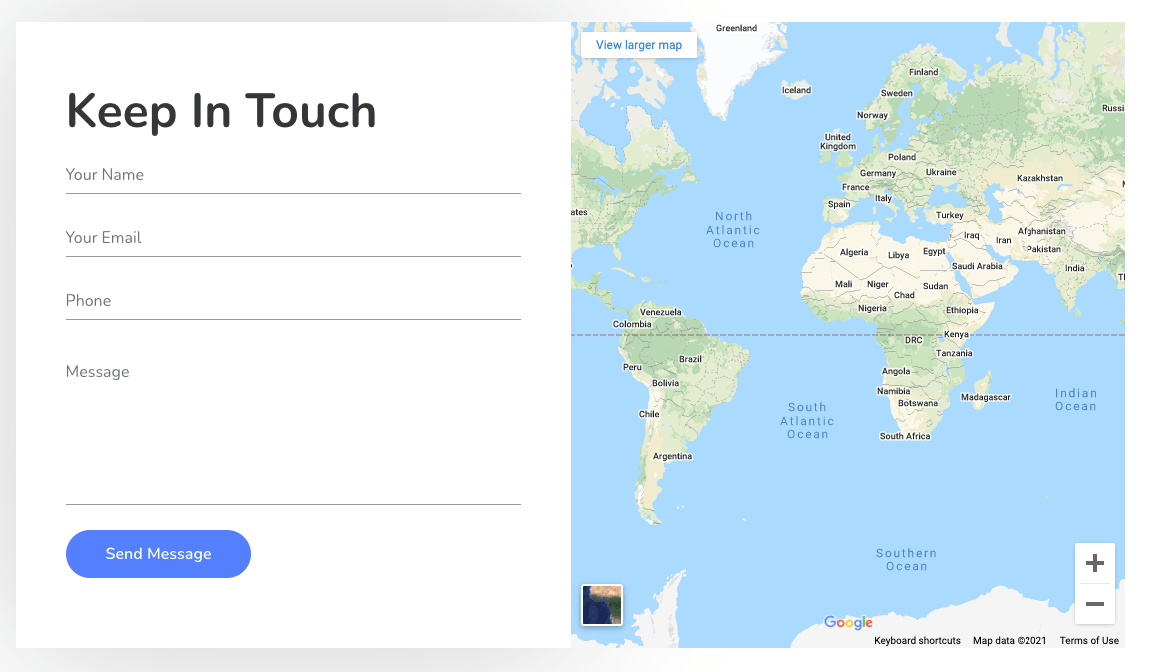 Keep In Touch
Your Name
Your Email
Phone
Message
Send Message
View larger map
Greenland
Iceland
Finland
Sweden
Norway
Russi
United
Kingdom
Poland
Germany
Ukraine
Kazakhstan
France
Italy
Spain
Turkey
ates
North
Atlantic
Ocean
Afghanistan
Iraq
Iran
Pakistan
Algeria
Libya
Egypt
Saudi Arabia
India
Mali
Niger
Chad
Sudan
Nigeria
Ethiopia
Venezuela
Colombia
Kenya
DRC
Tanzania
Brazil
Peru
Bolivia
Angola
Namibia
Botswana
Madagascar
Indian
Ocean
Chile
South
Atlantic
Ocean
South Africa
Argentina
Southern
Ocean
Google
Keyboard shortcuts
Map data ©2021
Terms of Use